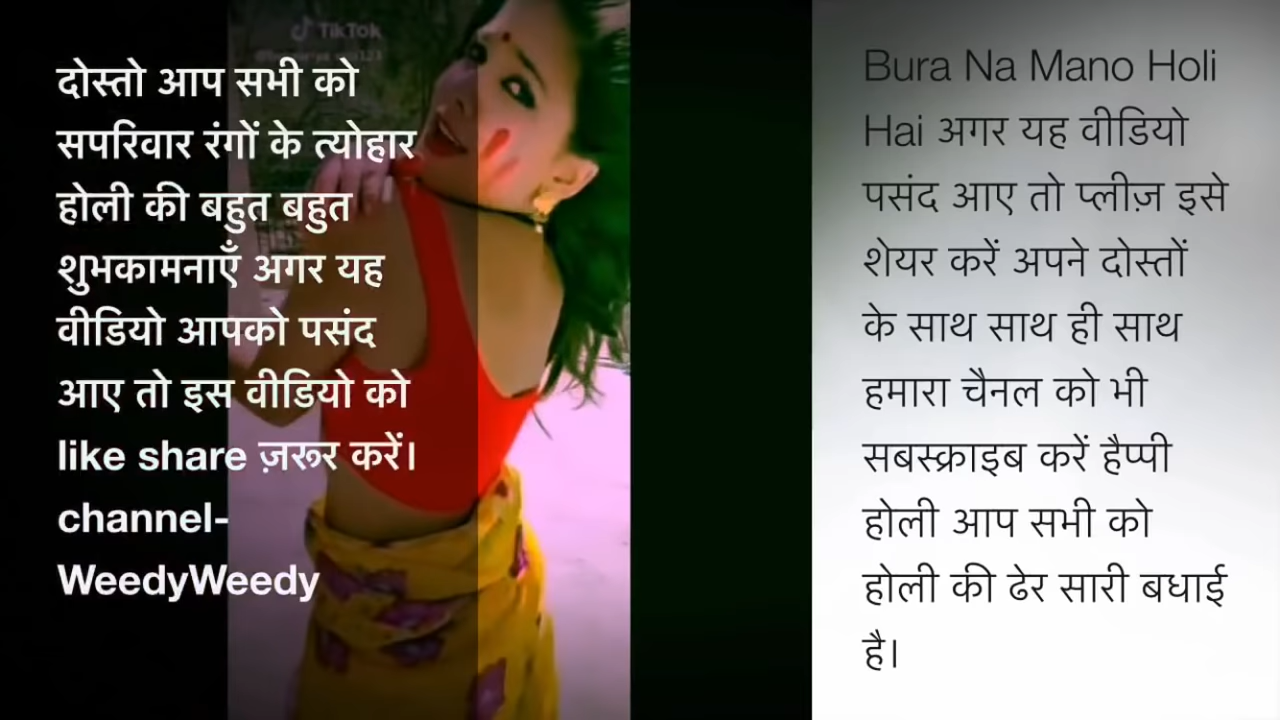 TikTok
दोस्तो आप सभी को
सपरिवार रंगों के त्योहार
होली की बहुत बहुत
शुभकामनाएँ अगर यह
वीडियो आपको पसंद
आए तो इस वीडियो को
like share ज़रूर करें।
channel-
WeedyWeedy
Bura Na Mano Holi
Hai अगर यह वीडियो
पसंद आए तो प्लीज़ इसे
शेयर करें अपने दोस्तों
के साथ साथ ही साथ
हमारा चैनल को भी
सबस्क्राइब करें हैप्पी
होली आप सभी को
होली की ढेर सारी बधाई
है।